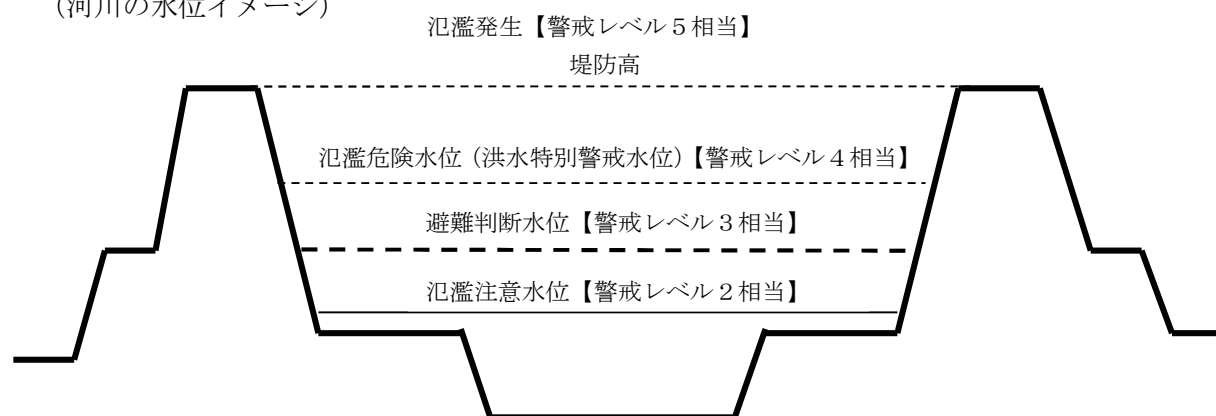 （河川の水位イメージ）
氾濫発生【警戒レベル５相当】
堤防高
氾濫危険水位（洪水特別警戒水位）【警戒レベル４相当】
避難判断水位【警戒レベル３相当】
氾濫注意水位【警戒レベル２相当】